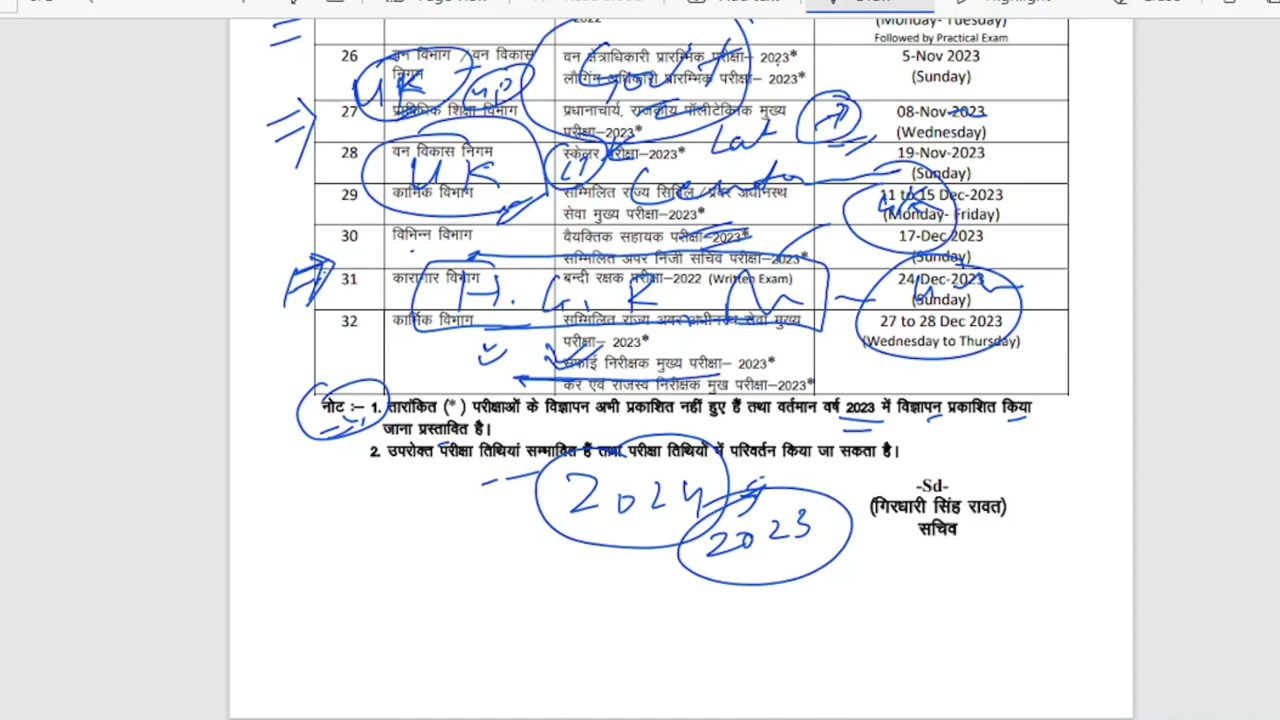 (Monday- Tuesday)
Followed by Practical Exam
26 वन विभाग / वन विकास निगम वन क्षेत्राधिकारी प्रारम्भिक परीक्षा– 2023* 5-Nov 2023
लौगिंग अधिकारी प्रारम्भिक परीक्षा– 2023* (Sunday)
27 प्राविधिक शिक्षा विभाग प्रधानाचार्य, राजकीय पॉलीटेक्निक मुख्य 08-Nov-2023
परीक्षा–2023* (Wednesday)
28 वन विकास निगम स्केलर परीक्षा–2023* 19-Nov-2023
(Sunday)
29 कार्मिक विभाग सम्मिलित राज्य सिविल/प्रवर अधीनस्थ 11 to 15 Dec-2023
सेवा मुख्य परीक्षा–2023* (Monday- Friday)
30 विभिन्न विभाग वैयक्तिक सहायक परीक्षा–2023* 17-Dec 2023
सम्मिलित अपर निजी सचिव परीक्षा–2023* (Sunday)
31 कारागार विभाग बन्दी रक्षक परीक्षा–2022 (Written Exam) 24-Dec-2023
(Sunday)
32 कार्मिक विभाग सम्मिलित राज्य अवर अधीनस्थ सेवा मुख्य 27 to 28 Dec 2023
परीक्षा– 2023* (Wednesday to Thursday)
सफाई निरीक्षक मुख्य परीक्षा– 2023*
कर एवं राजस्व निरीक्षक मुख परीक्षा–2023*
नोट :– 1. तारांकित (*) परीक्षाओं के विज्ञापन अभी प्रकाशित नहीं हुए हैं तथा वर्तमान वर्ष 2023 में विज्ञापन प्रकाशित किया
जाना प्रस्तावित है।
2. उपरोक्त परीक्षा तिथियां सम्भावित हैं तथा परीक्षा तिथियों में परिवर्तन किया जा सकता है।
-Sd-
(गिरधारी सिंह रावत)
सचिव
UK
UP
Govt
UK
Lat
H. G. K
2024
2023